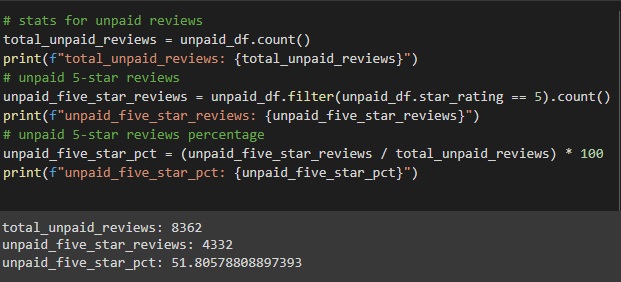 # stats for unpaid reviews
total_unpaid_reviews = unpaid_df.count()
print(f"total_unpaid_reviews: {total_unpaid_reviews}")
# unpaid 5-star reviews
unpaid_five_star_reviews = unpaid_df.filter(unpaid_df.star_rating == 5).count()
print(f"unpaid_five_star_reviews: {unpaid_five_star_reviews}")
# unpaid 5-star reviews percentage
unpaid_five_star_pct = (unpaid_five_star_reviews / total_unpaid_reviews) * 100
print(f"unpaid_five_star_pct: {unpaid_five_star_pct}")
total_unpaid_reviews: 8362
unpaid_five_star_reviews: 4332
unpaid_five_star_pct: 51.80578808897393